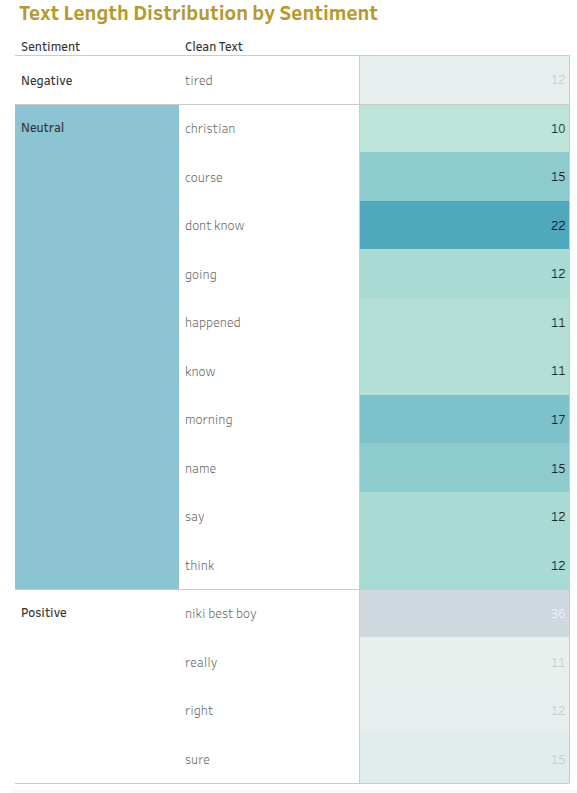 Text Length Distribution by Sentiment
Sentiment Clean Text
Negative tired 12
Neutral christian 10
course 15
dont know 22
going 12
happened 11
know 11
morning 17
name 15
say 12
think 12
Positive niki best boy 36
really 11
right 12
sure 15